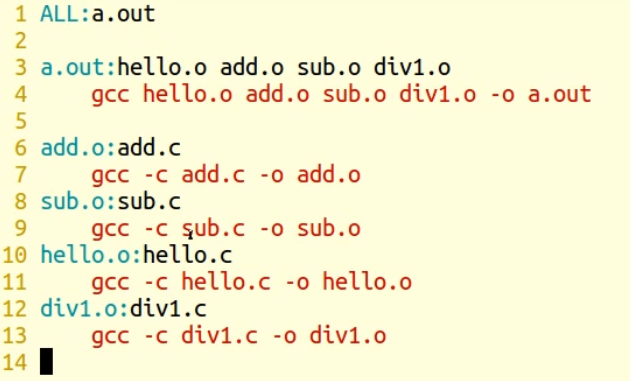 1 ALL:a.out
2
3 a.out:hello.o add.o sub.o div1.o
4     gcc hello.o add.o sub.o div1.o -o a.out
5
6 add.o:add.c
7     gcc -c add.c -o add.o
8 sub.o:sub.c
9     gcc -c sub.c -o sub.o
10 hello.o:hello.c
11     gcc -c hello.c -o hello.o
12 div1.o:div1.c
13     gcc -c div1.c -o div1.o
14